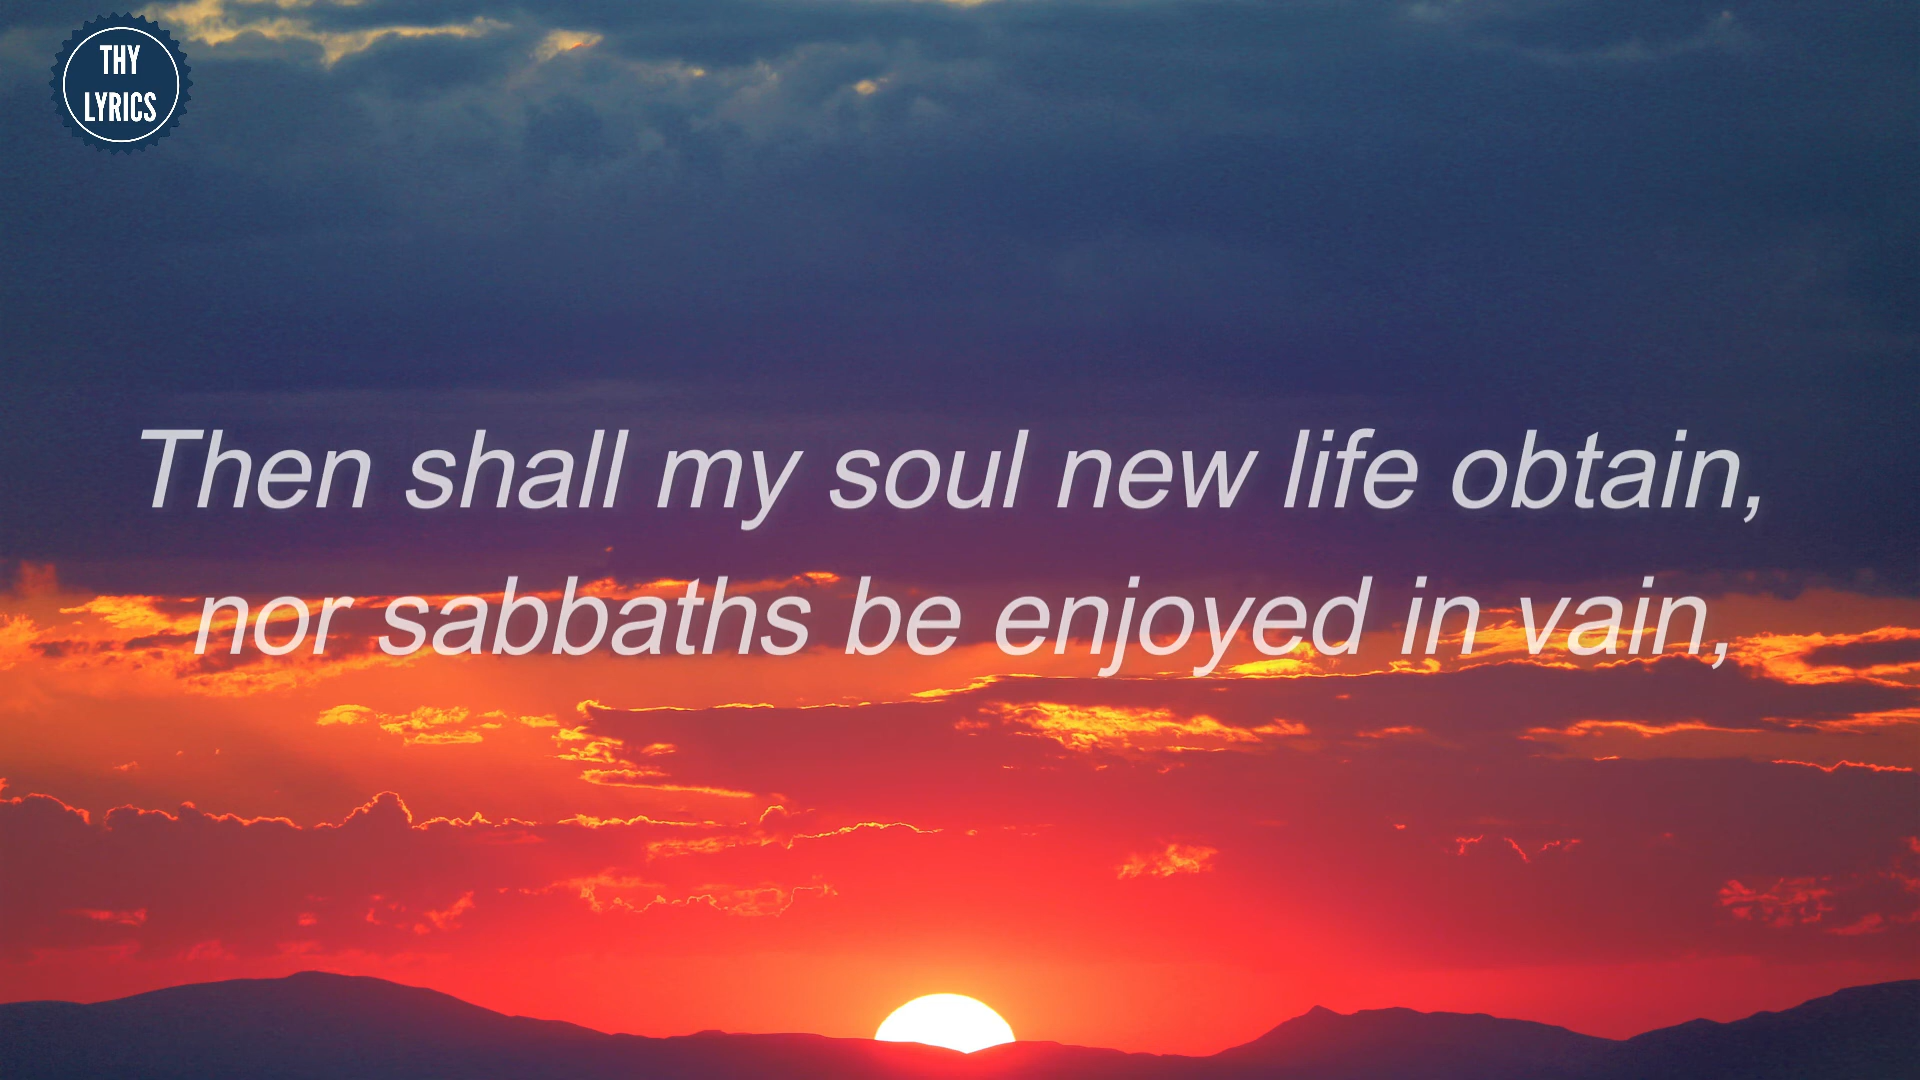 THY
LYRICS
Then shall my soul new life obtain,
nor sabbaths be enjoyed in vain,